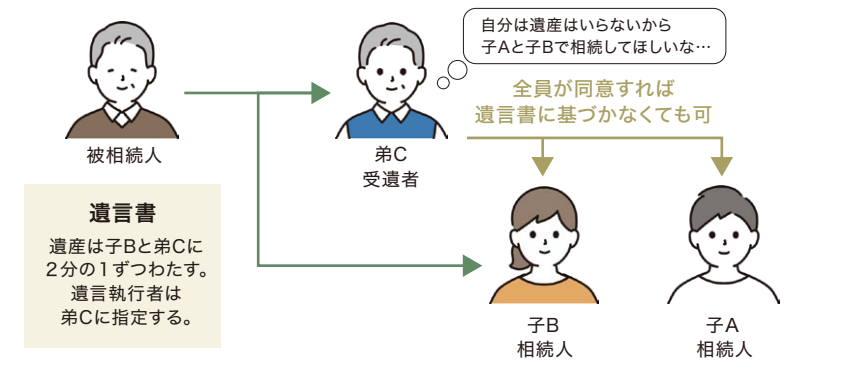 自分は遺産はいらないから
子Aと子Bで相続してほしいな…
全員が同意すれば
遺言書に基づかなくても可
被相続人
弟C
受遺者
遺言書
遺産は子Bと弟Cに
2分の1ずつわたす。
遺言執行者は
弟Cに指定する。
子B
相続人
子A
相続人